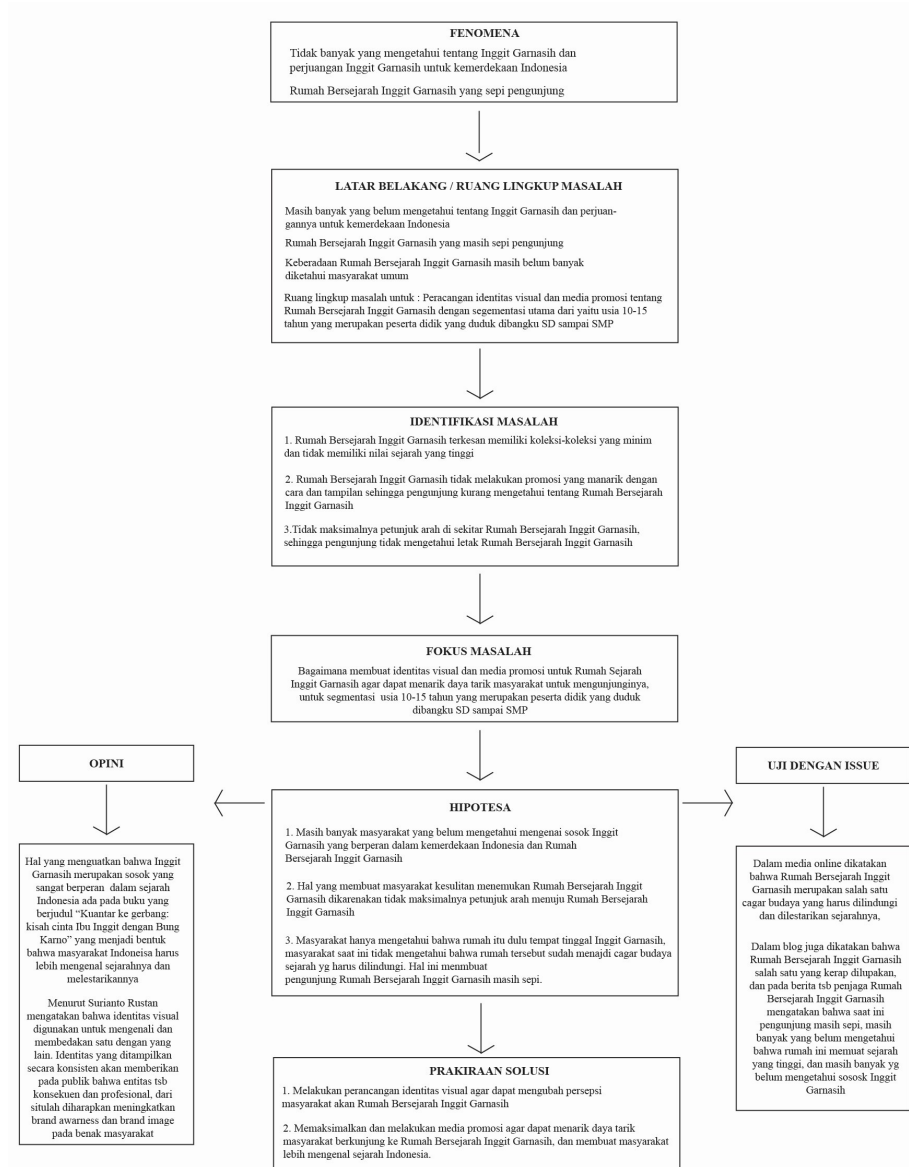 FENOMENA
Tidak banyak yang mengetahui tentang Inggit Garnasih dan
perjuangan Inggit Garnasih untuk kemerdekaan Indonesia
Rumah Bersejarah Inggit Garnasih yang sepi pengunjung
LATAR BELAKANG / RUANG LINGKUP MASALAH
Masih banyak yang belum mengetahui tentang Inggit Garnasih dan perjuan-
gannya untuk kemerdekaan Indonesia
Rumah Bersejarah Inggit Garnasih yang masih sepi pengunjung
Keberadaan Rumah Bersejarah Inggit Garnasih masih belum banyak
diketahui masyarakat umum
Ruang lingkup masalah untuk : Peracangan identitas visual dan media promosi tentang
Rumah Bersejarah Inggit Garnasih dengan segementasi utama dari yaitu usia 10-15
tahun yang merupakan peserta didik yang duduk dibangku SD sampai SMP
IDENTIFIKASI MASALAH
1. Rumah Bersejarah Inggit Garnasih terkesan memiliki koleksi-koleksi yang minim
dan tidak memiliki nilai sejarah yang tinggi
2. Rumah Bersejarah Inggit Garnasih tidak melakukan promosi yang manarik dengan
cara dan tampilan sehingga pengunjung kurang mengetahui tentang Rumah Bersejarah
Inggit Garnasih
3.Tidak maksimalnya petunjuk arah di sekitar Rumah Bersejarah Inggit Garnasih,
sehingga pengunjung tidak mengetahui letak Rumah Bersejarah Inggit Garnasih
FOKUS MASALAH
Bagaimana membuat identitas visual dan media promosi untuk Rumah Sejarah
Inggit Garnasih agar dapat menarik daya tarik masyarakat untuk mengunjunginya,
untuk segmentasi usia 10-15 tahun yang merupakan peserta didik yang duduk
dibangku SD sampai SMP
OPINI
Hal yang menguatkan bahwa Inggit
Garnasih merupakan sosok yang
sangat berperan dalam sejarah
Indonesia ada pada buku yang
berjudul “Kuantar ke gerbang:
kisah cinta Ibu Inggit dengan Bung
Karno” yang menjadi bentuk
bahwa masyarakat Indoneisa harus
lebih mengenal sejarahnya dan
melestarikannya
Menurut Surianto Rustan
mengatakan bahwa identitas visual
digunakan untuk mengenali dan
membedakan satu dengan yang
lain. Identitas yang ditampilkan
secara konsisten akan memberikan
pada publik bahwa entitas tsb
konsekuen dan profesional, dari
situlah diharapkan meningkatkan
brand awarness dan brand image
pada benak masyarakat
HIPOTESA
1. Masih banyak masyarakat yang belum mengetahui mengenai sosok Inggit
Garnasih yang berperan dalam kemerdekaan Indonesia dan Rumah
Bersejarah Inggit Garnasih
2. Hal yang membuat masyarakat kesulitan menemukan Rumah Bersejarah Inggit
Garnasih dikarenakan tidak maksimalnya petunjuk arah menuju Rumah Bersejarah
Inggit Garnasih
3. Masyarakat hanya mengetahui bahwa rumah itu dulu tempat tinggal Inggit Garnasih,
masyarakat saat ini tidak mengetahui bahwa rumah tersebut sudah menajdi cagar budaya
sejarah yg harus dilindungi. Hal ini menmbuat
pengunjung Rumah Bersejarah Inggit Garnasih masih sepi.
UJI DENGAN ISSUE
Dalam media online dikatakan
bahwa Rumah Bersejarah Inggit
Garnasih merupakan salah satu
cagar budaya yang harus dilindungi
dan dilestarikan sejarahnya,
Dalam blog juga dikatakan bahwa
Rumah Bersejarah Inggit Garnasih
salah satu yang kerap dilupakan,
dan pada berita tsb penjaga Rumah
Bersejarah Inggit Garnasih
mengatakan bahwa saat ini
pengunjung masih sepi, masih
banyak yang belum mengetahui
bahwa rumah ini memuat sejarah
yang tinggi, dan masih banyak yg
belum mengetahui sososk Inggit
Garnasih
PRAKIRAAN SOLUSI
1. Melakukan perancangan identitas visual agar dapat mengubah persepsi
masyarakat akan Rumah Bersejarah Inggit Garnasih
2. Memaksimalkan dan melakukan media promosi agar dapat menarik daya tarik
masyarakat berkunjung ke Rumah Bersejarah Inggit Garnasih, dan membuat masyarakat
lebih mengenal sejarah Indonesia.